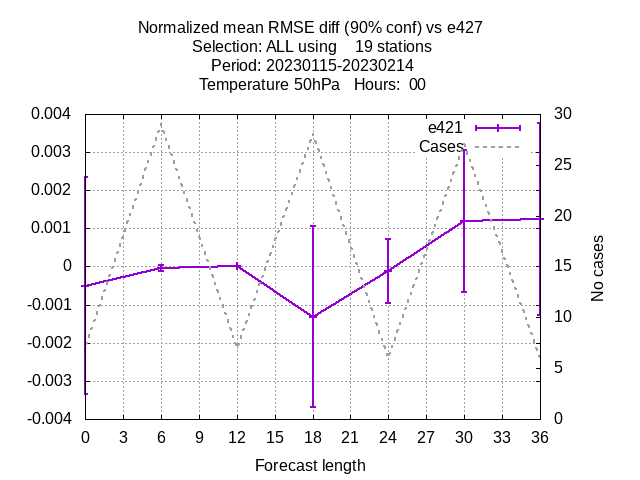 Normalized mean RMSE diff (90% conf) vs e427
Selection: ALL using    19 stations
Period: 20230115-20230214
Temperature 50hPa   Hours:  00
e421
Cases
0.004
0.003
0.002
0.001
0
-0.001
-0.002
-0.003
-0.004
30
25
20
15
10
5
0
No cases
0 3 6 9 12 15 18 21 24 27 30 33 36
Forecast length